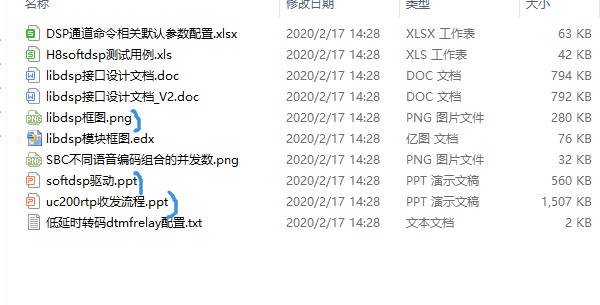 名称 修改日期 类型 大小
DSP通道命令相关默认参数配置.xlsx 2020/2/17 14:28 XLSX 工作表 63 KB
H8softdsp测试用例.xls 2020/2/17 14:28 XLS 工作表 42 KB
libdsp接口设计文档.doc 2020/2/17 14:28 DOC 文档 794 KB
libdsp接口设计文档_V2.doc 2020/2/17 14:28 DOC 文档 792 KB
libdsp框图.png 2020/2/17 14:28 PNG 图片文件 280 KB
libdsp模块框图.edx 2020/2/17 14:28 亿图 文档 76 KB
SBC不同语音编码组合的并发数.png 2020/2/17 14:28 PNG 图片文件 32 KB
softdsp驱动.ppt 2020/2/17 14:28 PPT 演示文稿 560 KB
uc200rtp收发流程.ppt 2020/2/17 14:28 PPT 演示文稿 1,507 KB
低延时转码dtmfrelay配置.txt 2020/2/17 14:28 文本文档 2 KB